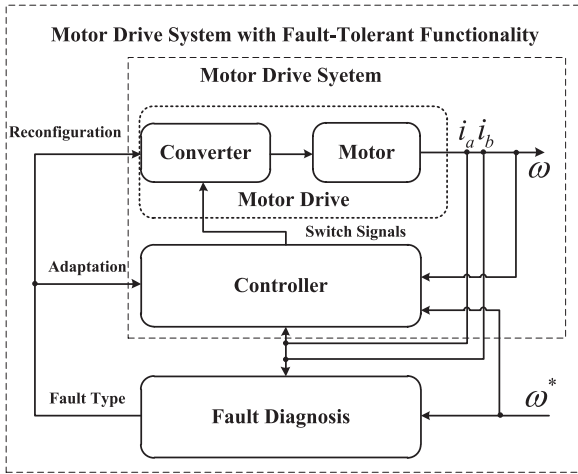 Motor Drive System with Fault-Tolerant Functionality
Motor Drive Syetem
Reconfiguration
Converter
Motor
i_a i_b
ω
Motor Drive
Switch Signals
Adaptation
Controller
Fault Type
Fault Diagnosis
ω*